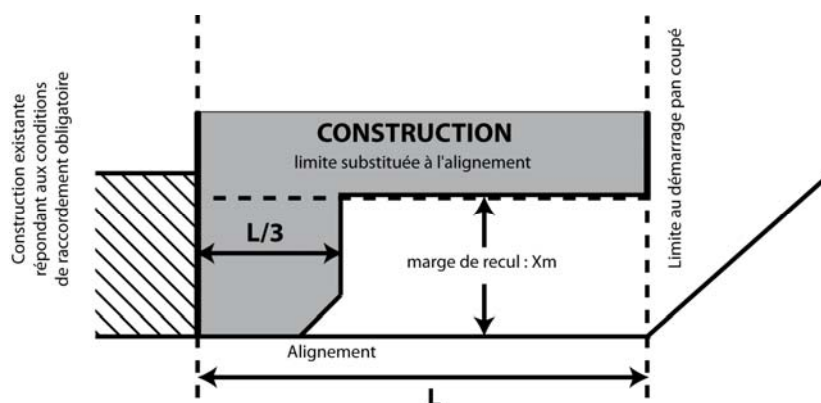 Construction existante
répondant aux conditions
de raccordement obligatoire
CONSTRUCTION
limite substituée à l'alignement
L/3
marge de recul : Xm
Limite au démarrage pan coupé
Alignement
L